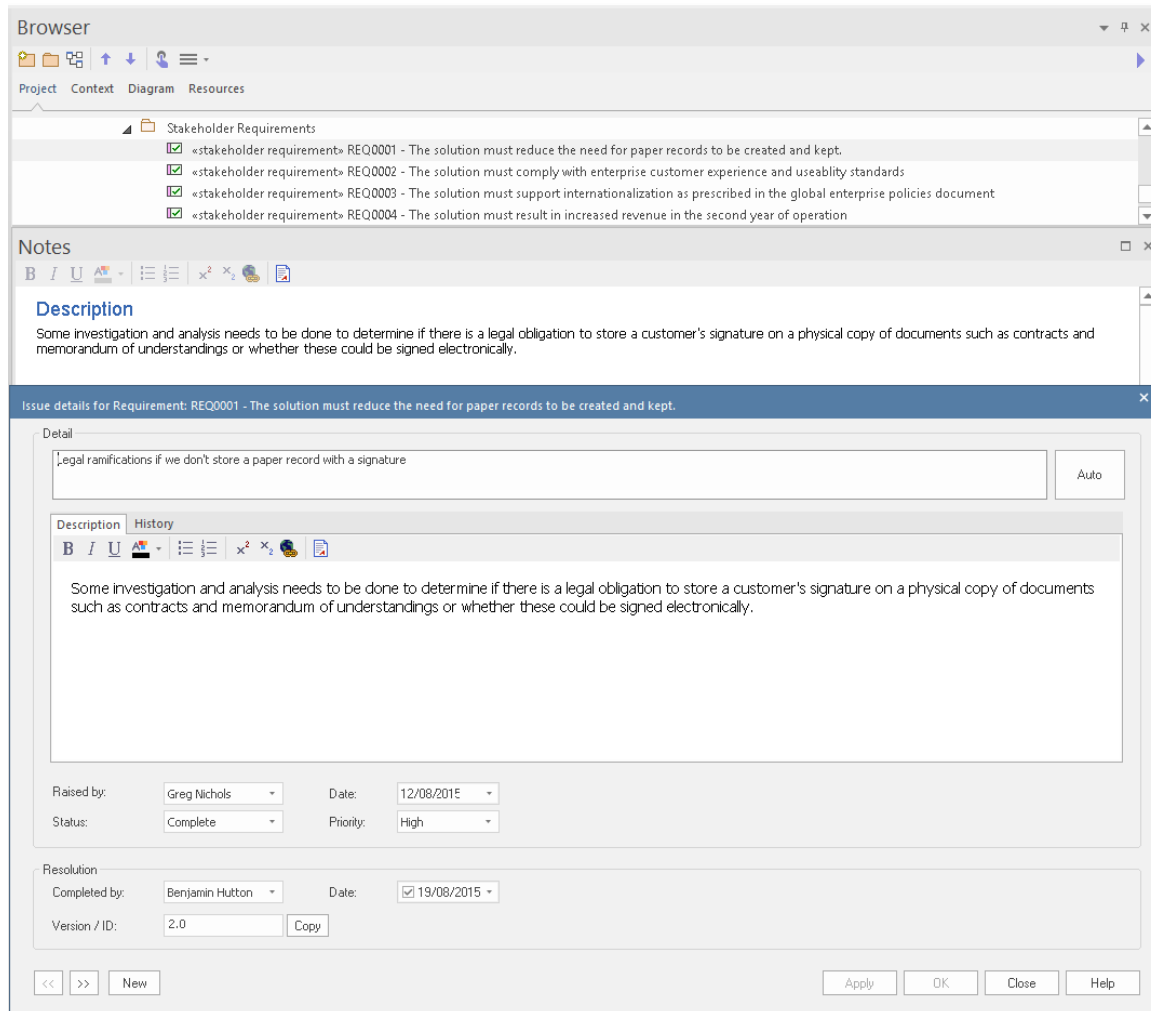 Browser
Project Context Diagram Resources
Stakeholder Requirements
«stakeholder requirement» REQ0001 - The solution must reduce the need for paper records to be created and kept.
«stakeholder requirement» REQ0002 - The solution must comply with enterprise customer experience and useablity standards
«stakeholder requirement» REQ0003 - The solution must support internationalization as prescribed in the global enterprise policies document
«stakeholder requirement» REQ0004 - The solution must result in increased revenue in the second year of operation
Notes
B I U x² x₂
Description
Some investigation and analysis needs to be done to determine if there is a legal obligation to store a customer's signature on a physical copy of documents such as contracts and
memorandum of understandings or whether these could be signed electronically.
Issue details for Requirement: REQ0001 - The solution must reduce the need for paper records to be created and kept.
Detail
Legal ramifications if we don't store a paper record with a signature
Auto
Description History
B I U x² x₂
Some investigation and analysis needs to be done to determine if there is a legal obligation to store a customer's signature on a physical copy of documents
such as contracts and memorandum of understandings or whether these could be signed electronically.
Raised by: Greg Nichols Date: 12/08/2015
Status: Complete Priority: High
Resolution
Completed by: Benjamin Hutton Date: 19/08/2015
Version / ID: 2.0 Copy
<< >> New Apply OK Close Help